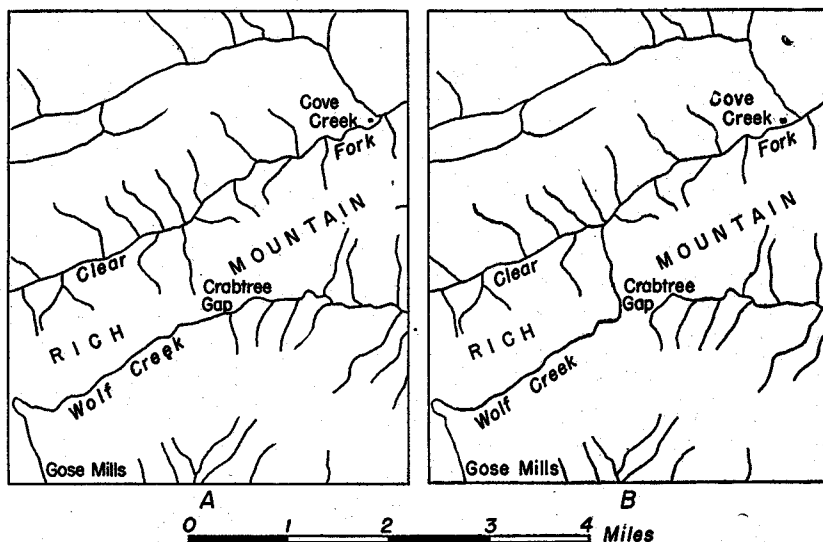 Cove
Creek
Fork
MOUNTAIN
Clear
Crabtree
Gap
RICH
Wolf Creek
Gose Mills
A
Cove
Creek
Fork
MOUNTAIN
Clear
Crabtree
Gap
RICH
Wolf Creek
Gose Mills
B
0 1 2 3 4 Miles